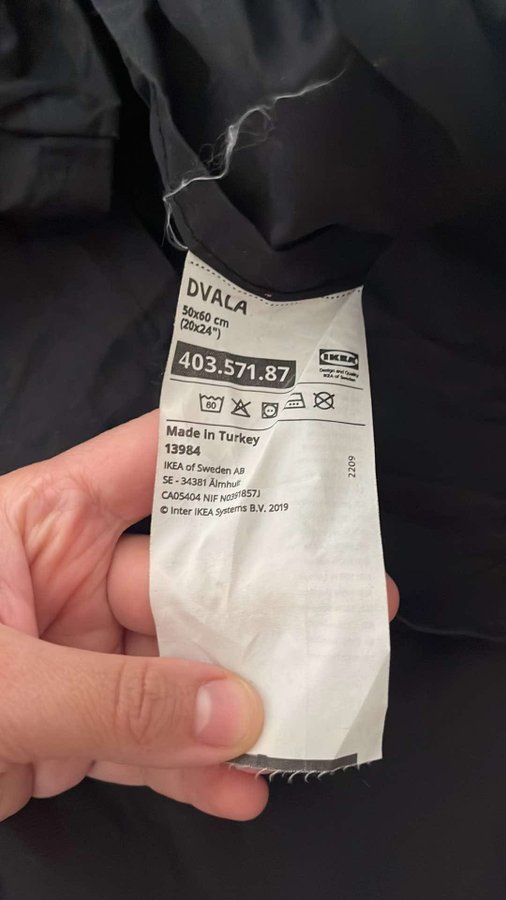 DVALA
50x60 cm
(20x24")
403.571.87
IKEA
Design and Quality
IKEA of Sweden
60
Made in Turkey
13984
IKEA of Sweden AB
SE - 34381 Älmhult
CA05404 NIF N0391857J
© Inter IKEA Systems B.V. 2019
2209